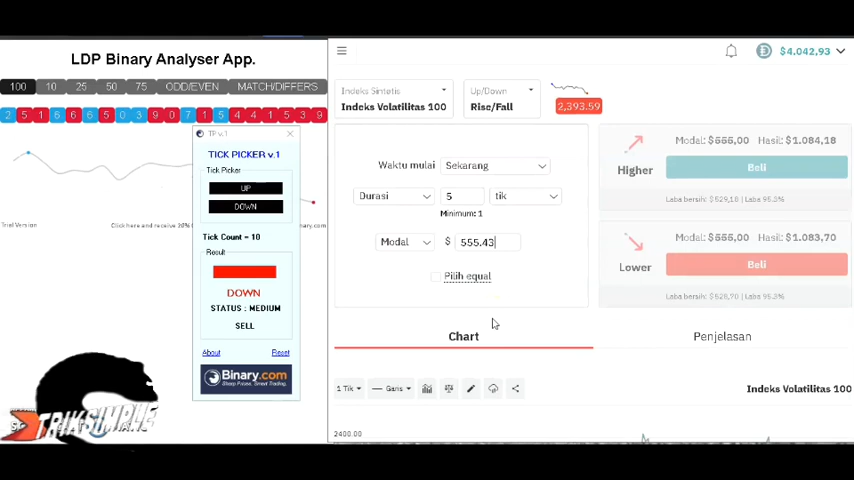 LDP Binary Analyser App.
100 10 25 50 75 ODD/EVEN MATCH/DIFFERS
2 5 1 6 6 5 0 3 9 0 7 1 5 4 4 1 5 3 9
TP v.1
TICK PICKER v.1
Tick Picker
UP
DOWN
Tick Count = 10
Result
DOWN
STATUS : MEDIUM
SELL
About Reset
Binary.com
Trial Version
TRIKSIMPLE
$4.042,93
Indeks Sintetis
Indeks Volatilitas 100
Up/Down
Rise/Fall
2,393.59
Waktu mulai Sekarang
Durasi 5 tik
Minimum: 1
Modal $ 555.43
Pilih equal
Higher
Modal: $555,00 Hasil: $1.084,18
Beli
Laba bersih: $529,18 | Laba 95.3%
Lower
Modal: $555,00 Hasil: $1.083,70
Beli
Laba bersih: $528,70 | Laba 95.3%
Chart Penjelasan
1 Tik Garis
Indeks Volatilitas 100
2400.00